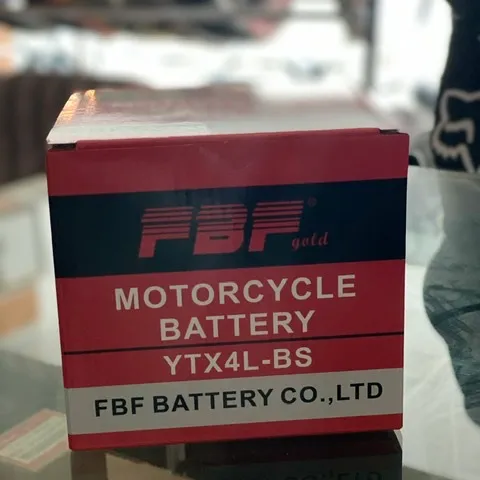 FBF® gold
MOTORCYCLE
BATTERY
YTX4L-BS
FBF BATTERY CO.,LTD